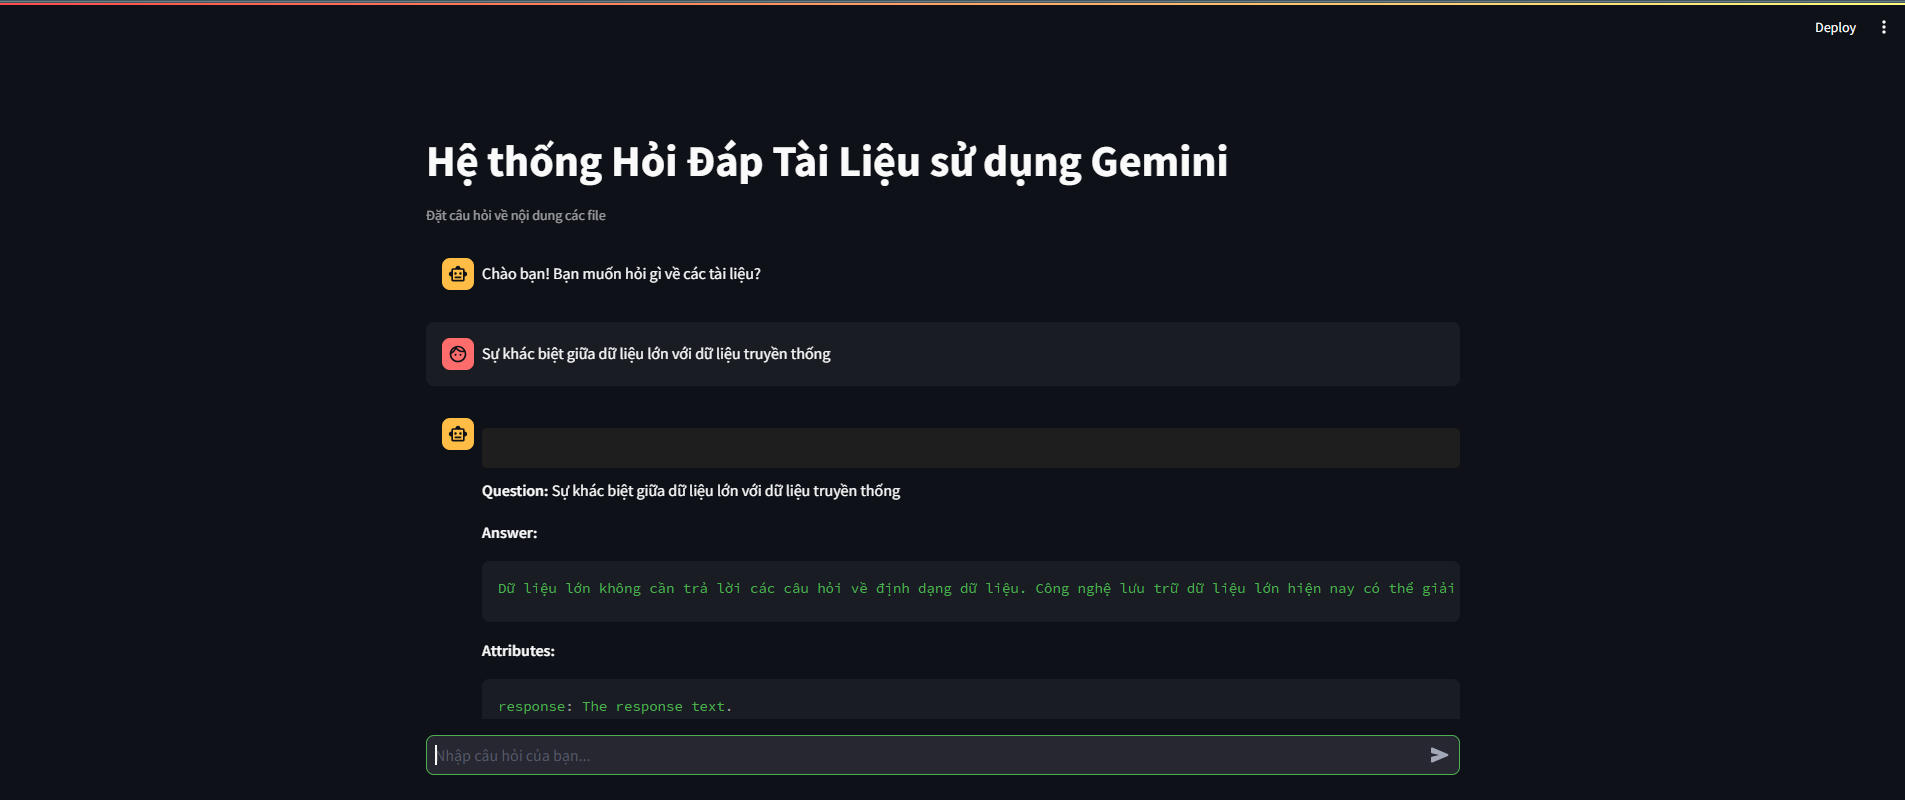 Deploy
Hệ thống Hỏi Đáp Tài Liệu sử dụng Gemini
Đặt câu hỏi về nội dung các file
Chào bạn! Bạn muốn hỏi gì về các tài liệu?
Sự khác biệt giữa dữ liệu lớn với dữ liệu truyền thống
Question: Sự khác biệt giữa dữ liệu lớn với dữ liệu truyền thống
Answer:
Dữ liệu lớn không cần trả lời các câu hỏi về định dạng dữ liệu. Công nghệ lưu trữ dữ liệu lớn hiện nay có thể giải
Attributes:
response: The response text.
Nhập câu hỏi của bạn...